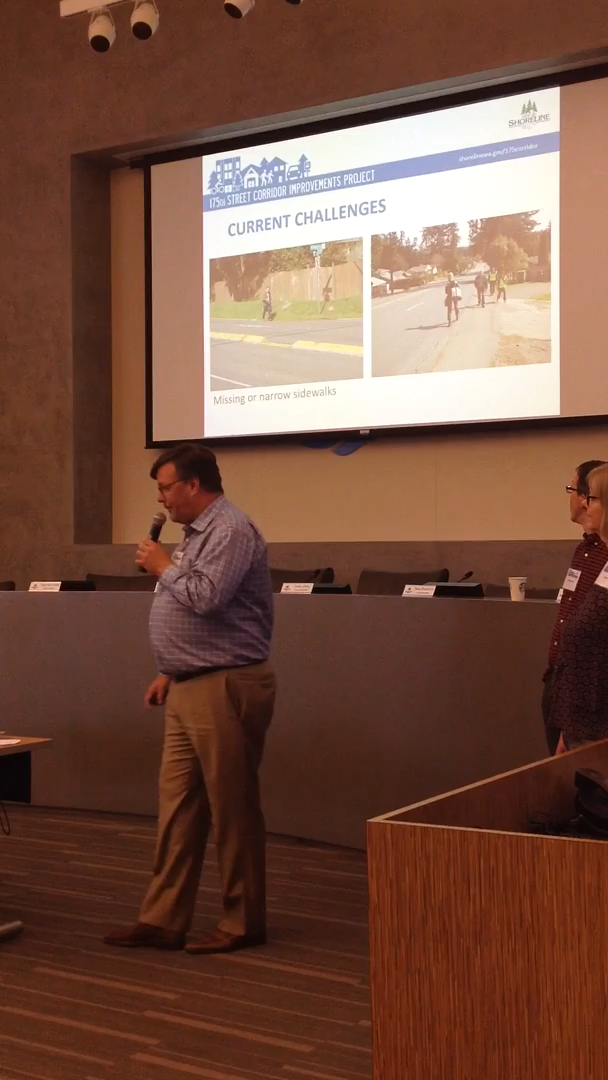 SHORELINE
shorelinewa.gov/175corridor
175TH STREET CORRIDOR IMPROVEMENTS PROJECT
CURRENT CHALLENGES
Missing or narrow sidewalks